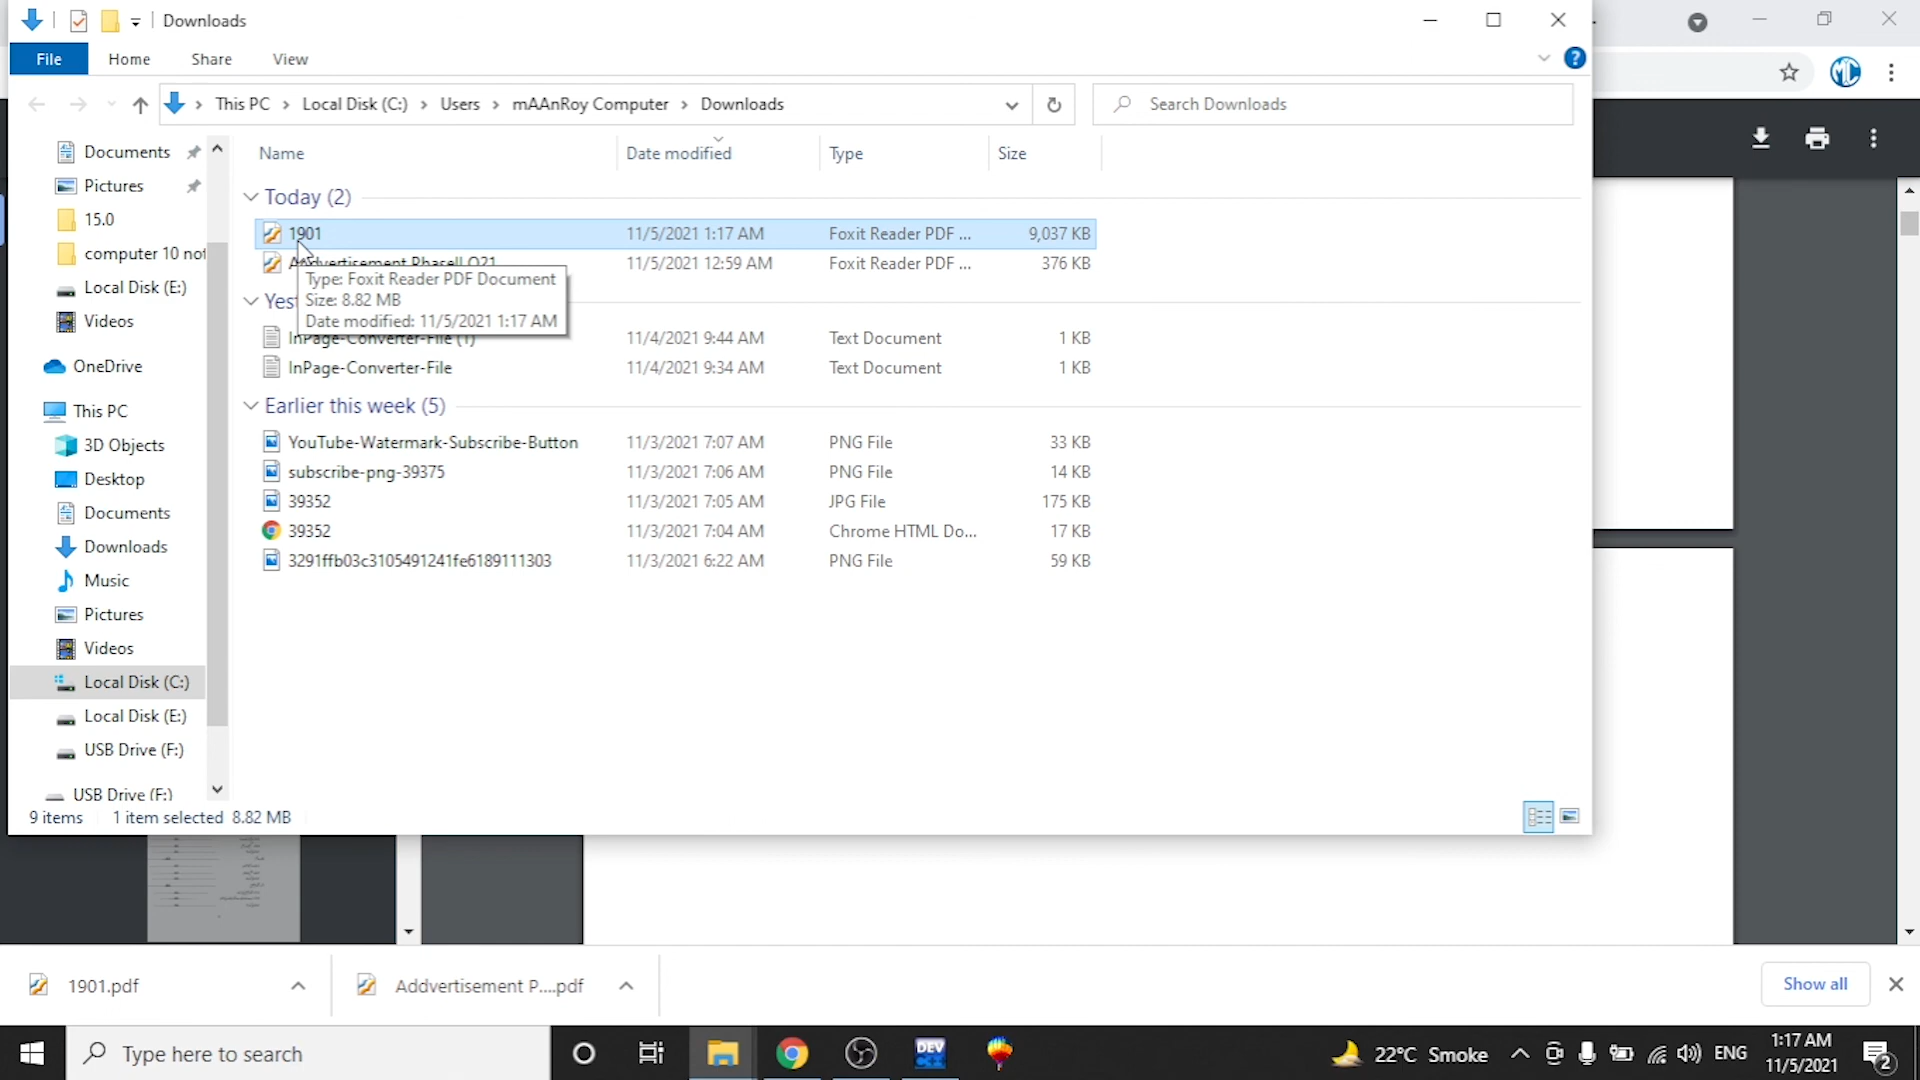 Downloads
File Home Share View
This PC > Local Disk (C:) > Users > mAAnRoy Computer > Downloads
Search Downloads
Documents
Pictures
15.0
computer 10 not
Local Disk (E:)
Videos
OneDrive
This PC
3D Objects
Desktop
Documents
Downloads
Music
Pictures
Videos
Local Disk (C:)
Local Disk (E:)
USB Drive (F:)
USB Drive (F:)
Name Date modified Type Size
Today (2)
1901 11/5/2021 1:17 AM Foxit Reader PDF ... 9,037 KB
Addvertisement PhaseII O21 11/5/2021 12:59 AM Foxit Reader PDF ... 376 KB
Type: Foxit Reader PDF Document
Size: 8.82 MB
Date modified: 11/5/2021 1:17 AM
Yest
InPage-Converter-File (1) 11/4/2021 9:44 AM Text Document 1 KB
InPage-Converter-File 11/4/2021 9:34 AM Text Document 1 KB
Earlier this week (5)
YouTube-Watermark-Subscribe-Button 11/3/2021 7:07 AM PNG File 33 KB
subscribe-png-39375 11/3/2021 7:06 AM PNG File 14 KB
39352 11/3/2021 7:05 AM JPG File 175 KB
39352 11/3/2021 7:04 AM Chrome HTML Do... 17 KB
3291ffb03c3105491241fe6189111303 11/3/2021 6:22 AM PNG File 59 KB
9 items 1 item selected 8.82 MB
MC
1901.pdf
Addvertisement P....pdf
Show all
Type here to search
DEV C++
22°C Smoke
ENG
1:17 AM
11/5/2021
2